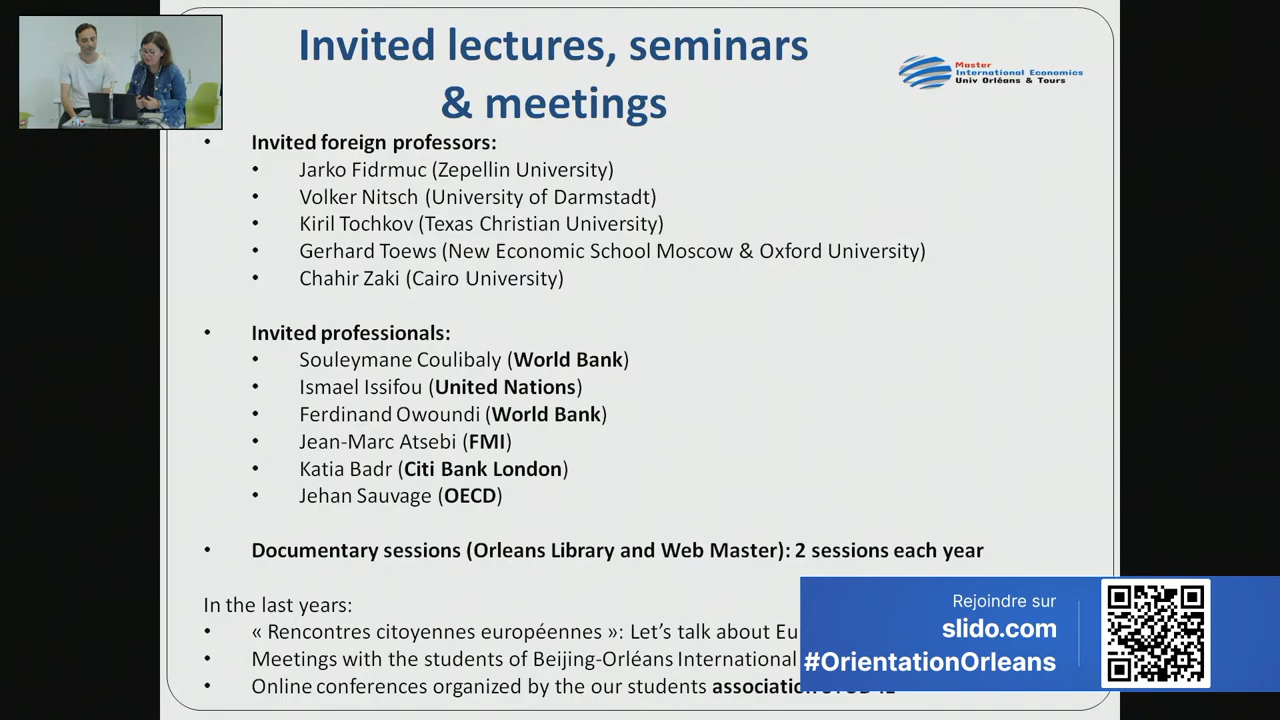 Invited lectures, seminars
& meetings
Master
International Economics
Univ Orléans & Tours
• Invited foreign professors:
• Jarko Fidrmuc (Zepellin University)
• Volker Nitsch (University of Darmstadt)
• Kiril Tochkov (Texas Christian University)
• Gerhard Toews (New Economic School Moscow & Oxford University)
• Chahir Zaki (Cairo University)
• Invited professionals:
• Souleymane Coulibaly (World Bank)
• Ismael Issifou (United Nations)
• Ferdinand Owoundi (World Bank)
• Jean-Marc Atsebi (FMI)
• Katia Badr (Citi Bank London)
• Jehan Sauvage (OECD)
• Documentary sessions (Orleans Library and Web Master): 2 sessions each year
In the last years:
• « Rencontres citoyennes européennes »: Let's talk about
• Meetings with the students of Beijing-Orléans International
• Online conferences organized by the our students
Rejoindre sur
slido.com
#OrientationOrleans